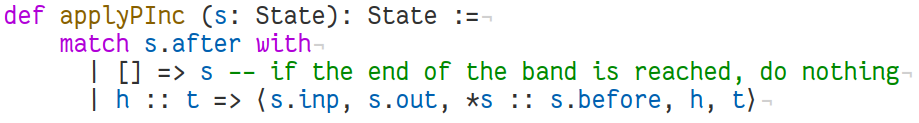 def applyPInc (s: State): State :=¬
match s.after with¬
| [] => s -- if the end of the band is reached, do nothing¬
| h :: t => ⟨s.inp, s.out, *s :: s.before, h, t⟩¬